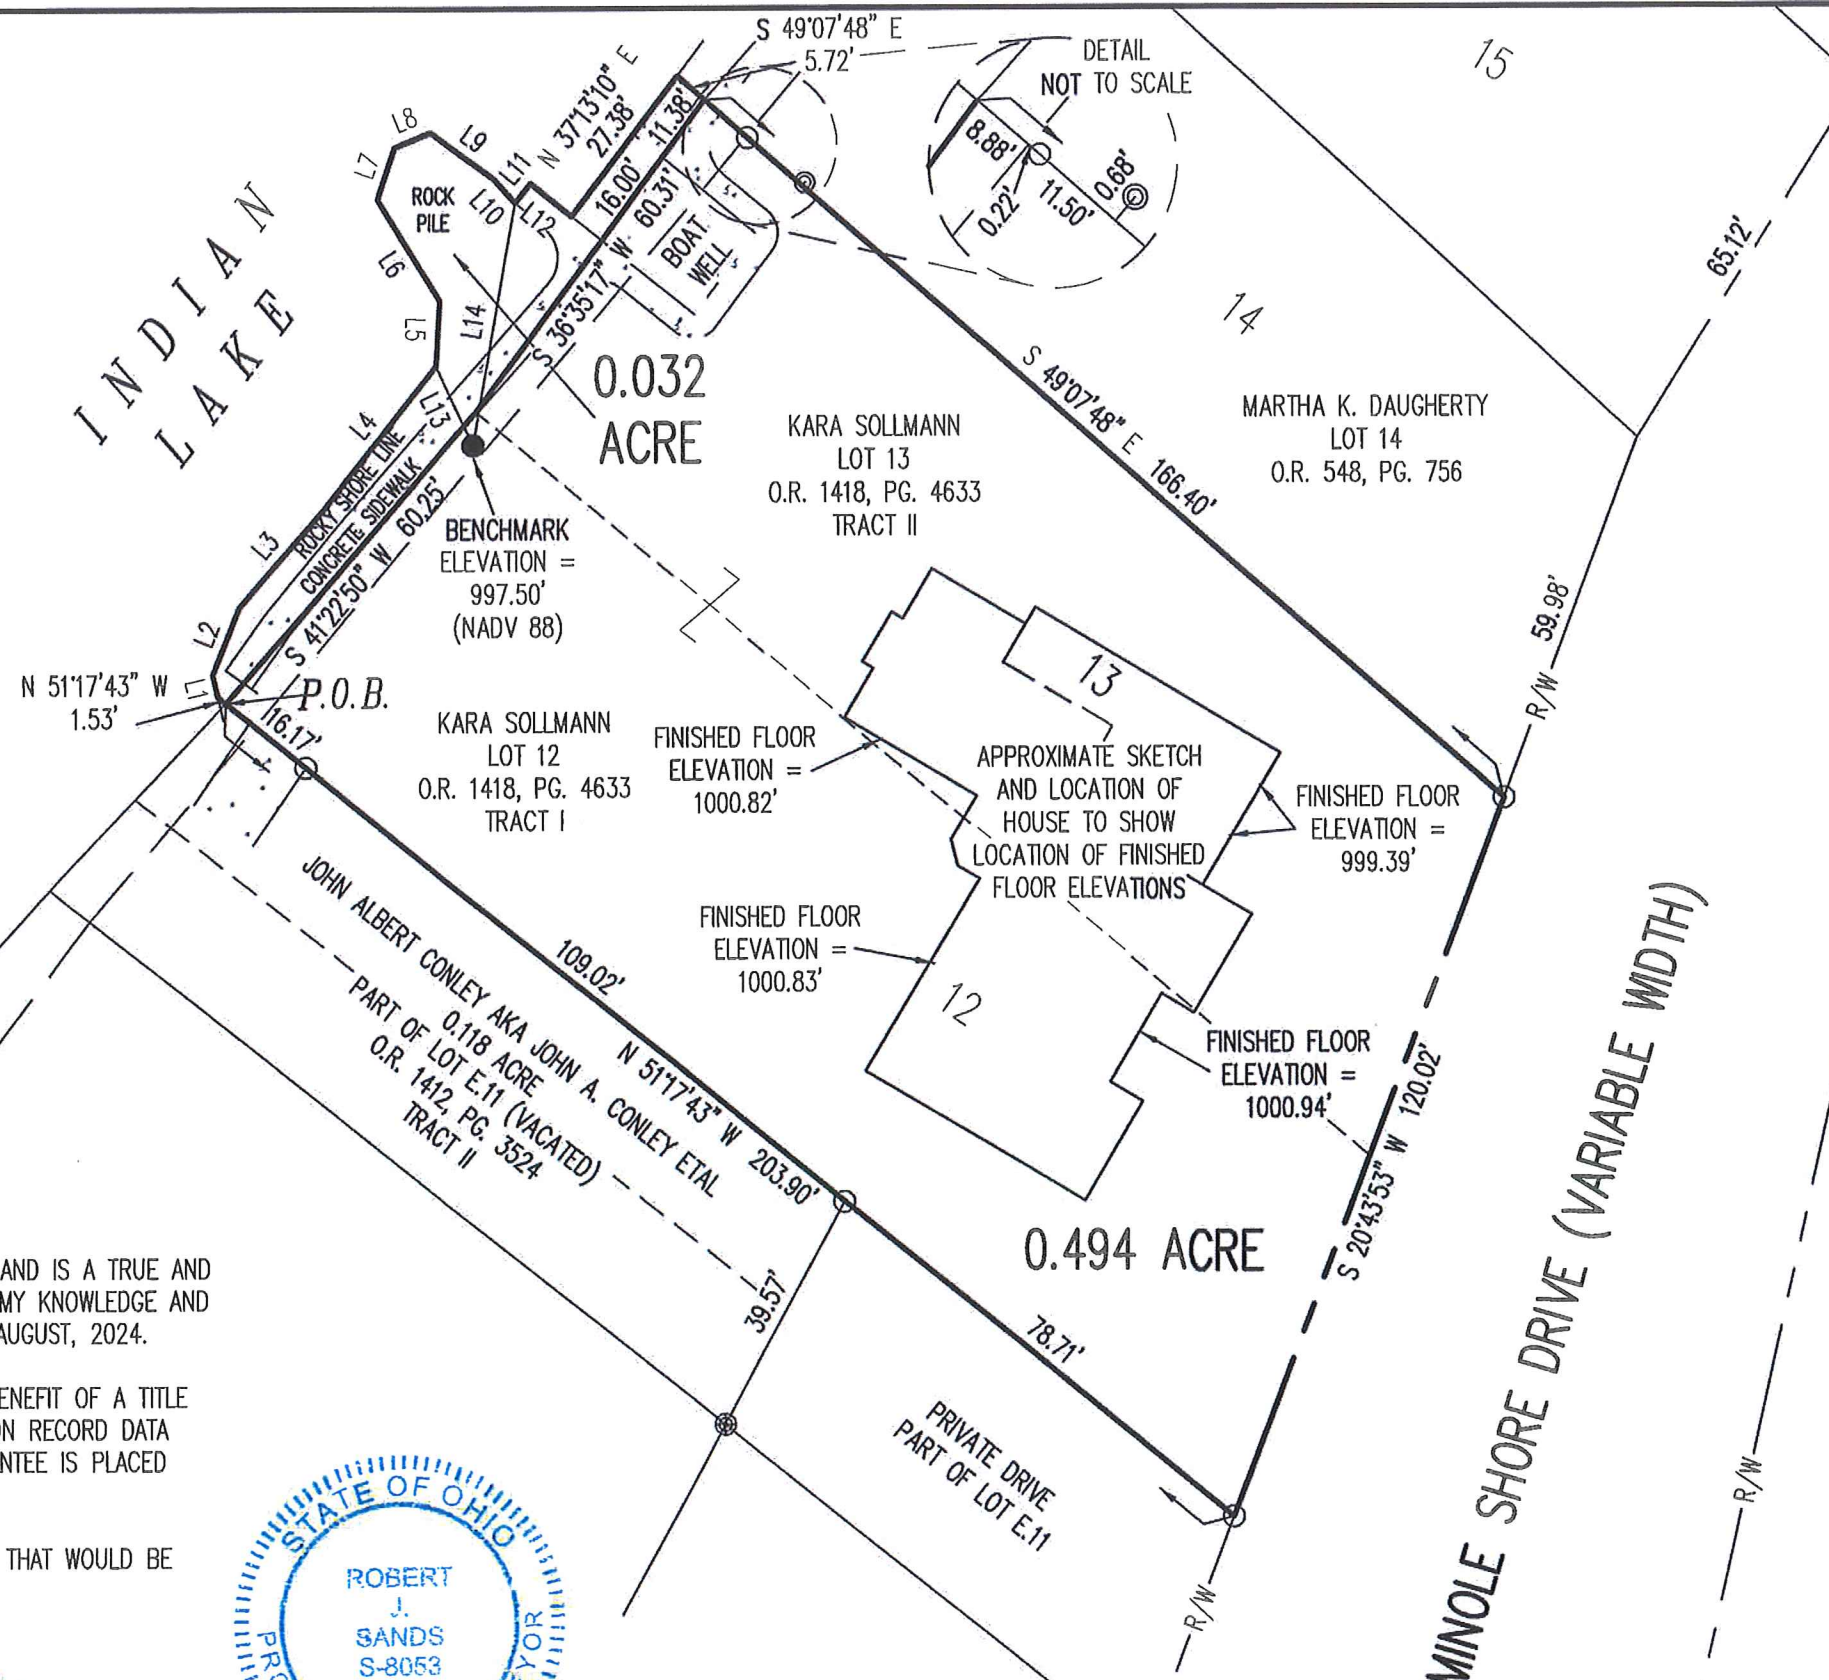 S 49°07'48" E
5.72'
DETAIL
NOT TO SCALE
15
N 37°13'10" E
27.38'
11.38'
16.00'
8.88'
0.22'
11.50'
0.68'
L8
L9
L7
L11
L10
L12
ROCK
PILE
L6
L5
L14
L13
L4
L3
L2
L1
INDIAN
LAKE
S 36°35'17" W 60.31'
BOAT
WELL
ROCKY SHORE LINE
CONCRETE SIDEWALK
S 41°22'50" W 60.25'
0.032
ACRE
14
65.12'
S 49°07'48" E 166.40'
KARA SOLLMANN
LOT 13
O.R. 1418, PG. 4633
TRACT II
MARTHA K. DAUGHERTY
LOT 14
O.R. 548, PG. 756
BENCHMARK
ELEVATION =
997.50'
(NADV 88)
59.98'
R/W
N 51°17'43" W
1.53'
P.O.B.
16.17'
KARA SOLLMANN
LOT 12
O.R. 1418, PG. 4633
TRACT I
FINISHED FLOOR
ELEVATION =
1000.82'
13
APPROXIMATE SKETCH
AND LOCATION OF
HOUSE TO SHOW
LOCATION OF FINISHED
FLOOR ELEVATIONS
FINISHED FLOOR
ELEVATION =
999.39'
FINISHED FLOOR
ELEVATION =
1000.83'
12
FINISHED FLOOR
ELEVATION =
1000.94'
JOHN ALBERT CONLEY AKA JOHN A. CONLEY ETAL
0.118 ACRE
PART OF LOT E.11 (VACATED)
O.R. 1412, PG. 3524
TRACT II
109.02'
N 51°17'43" W 203.90'
39.57'
78.71'
0.494 ACRE
S 20°43'53" W 120.02'
PRIVATE DRIVE
PART OF LOT E.11
R/W
R/W
MINOLE SHORE DRIVE (VARIABLE WIDTH)
AND IS A TRUE AND
MY KNOWLEDGE AND
AUGUST, 2024.
ENEFIT OF A TITLE
ON RECORD DATA
NTEE IS PLACED
THAT WOULD BE
STATE OF OHIO
ROBERT
J.
SANDS
S-8053
PRO
YOR